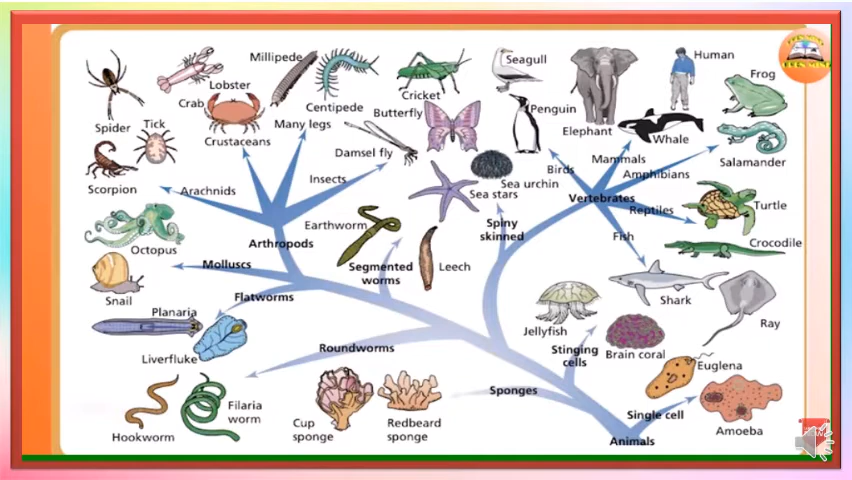 Millipede
Seagull
Human
Lobster
Frog
Cricket
Crab
Centipede
Butterfly
Penguin
Spider
Tick
Many legs
Elephant
Whale
Crustaceans
Damsel fly
Mammals
Salamander
Birds
Amphibians
Insects
Sea urchin
Scorpion
Arachnids
Sea stars
Vertebrates
Turtle
Reptiles
Earthworm
Spiny
skinned
Fish
Octopus
Arthropods
Crocodile
Molluscs
Segmented
worms
Leech
Snail
Flatworms
Shark
Planaria
Ray
Jellyfish
Liverfluke
Roundworms
Stinging
cells
Brain coral
Euglena
Sponges
Filaria
worm
Cup
sponge
Redbeard
sponge
Single cell
Hookworm
Animals
Amoeba